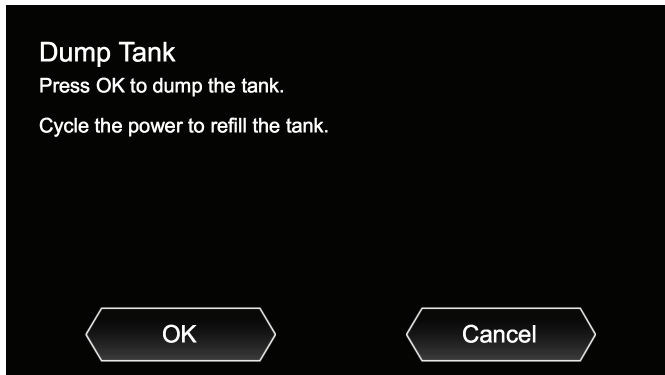 Dump Tank
Press OK to dump the tank.
Cycle the power to refill the tank.
OK
Cancel